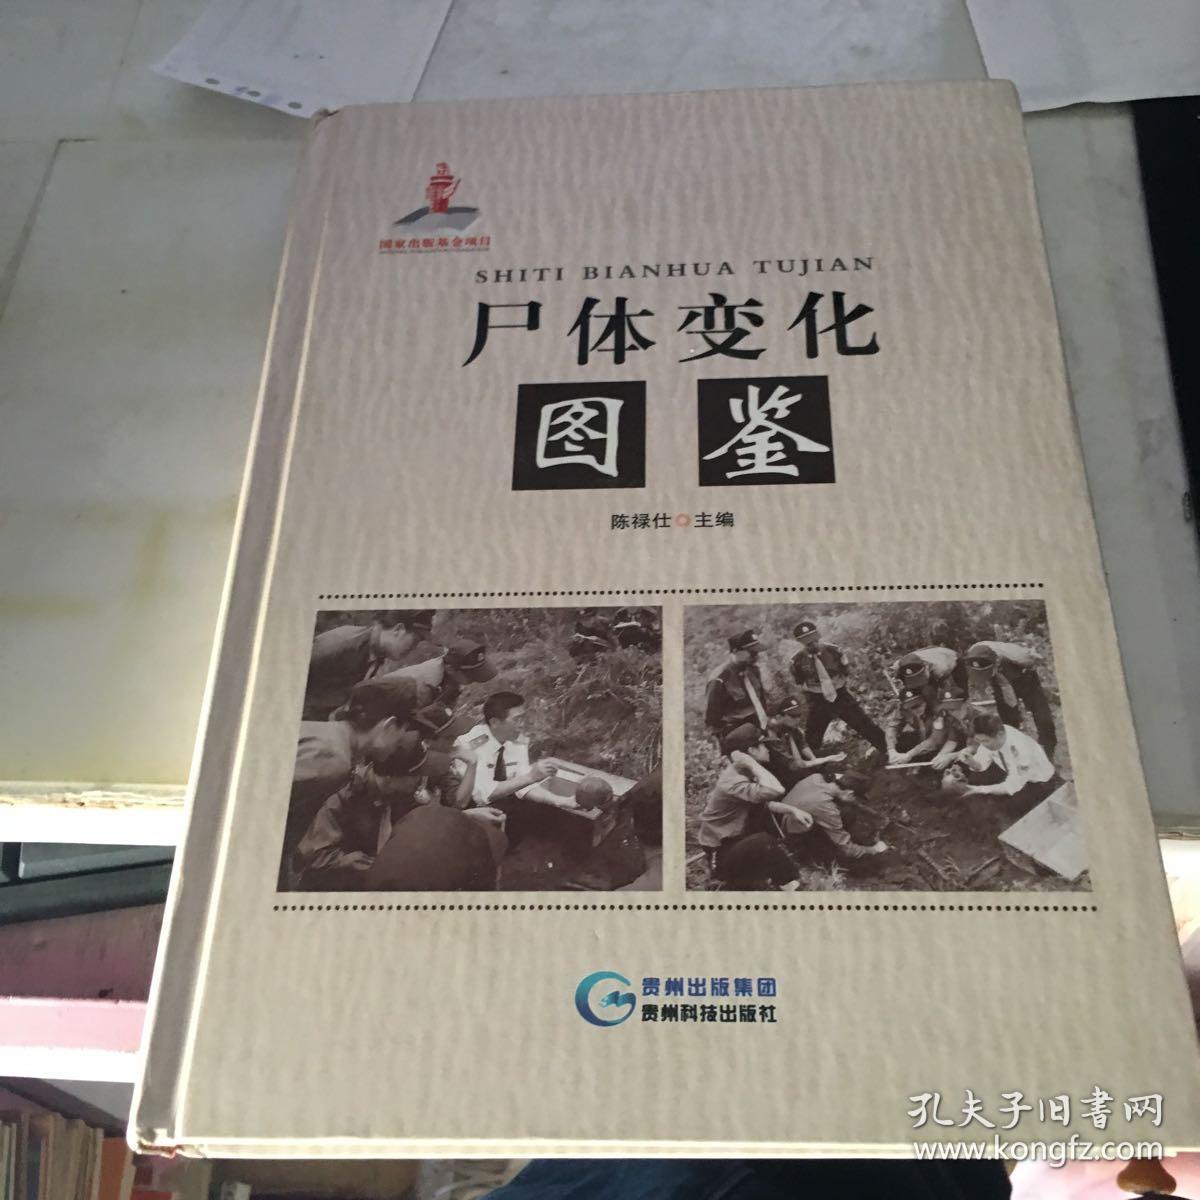 国家出版基金项目
SHITI BIANHUA TUJIAN
尸体变化
图鉴
陈禄仕 主编
贵州出版集团
贵州科技出版社
孔夫子旧书网
www.kongfz.com